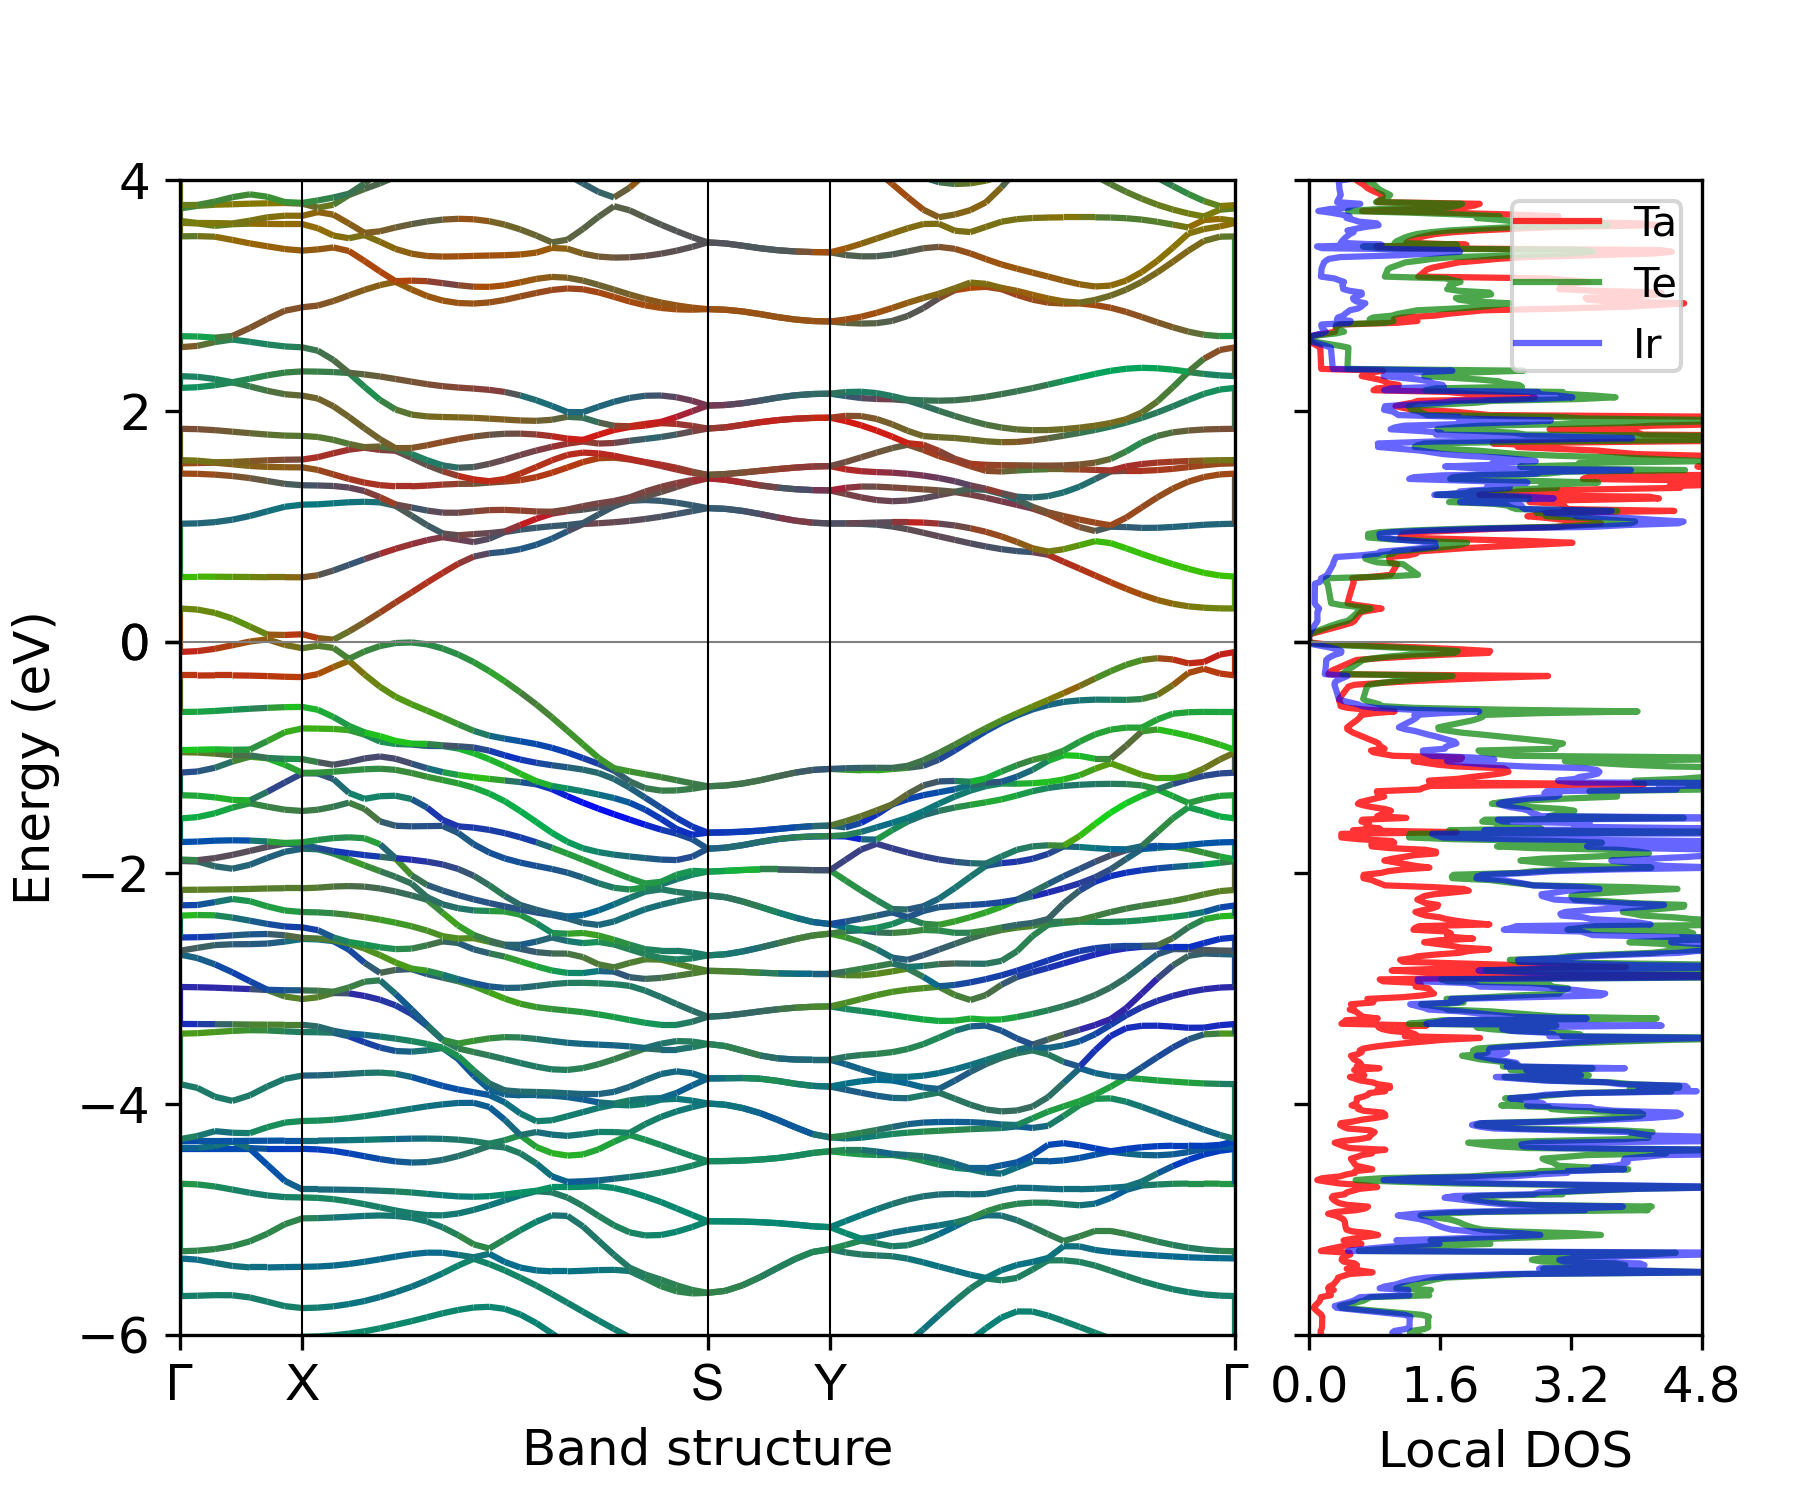 4
2
0
−2
−4
−6
Energy (eV)
Γ
X
S
Y
Γ
Band structure
Ta
Te
Ir
0.0
1.6
3.2
4.8
Local DOS